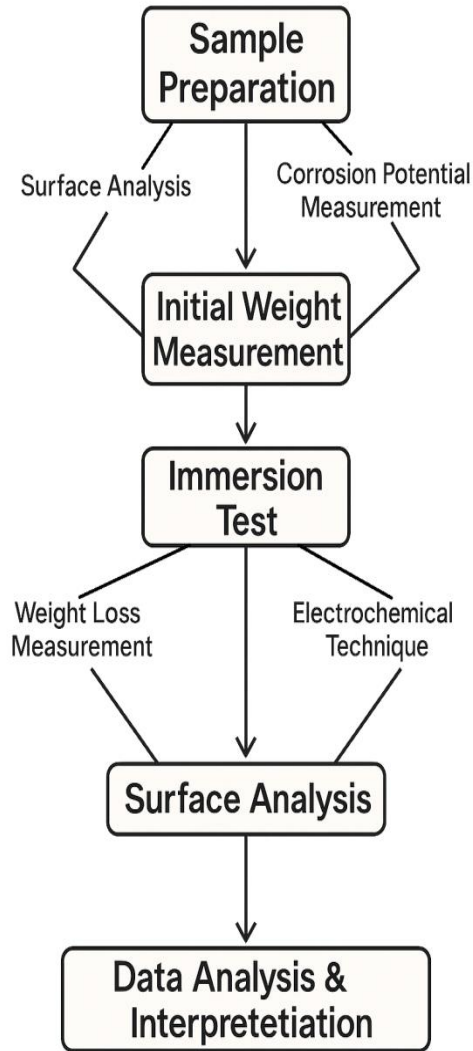 Sample
Preparation
Surface Analysis
Corrosion Potential
Measurement
Initial Weight
Measurement
Immersion
Test
Weight Loss
Measurement
Electrochemical
Technique
Surface Analysis
Data Analysis &
Interpretetiation